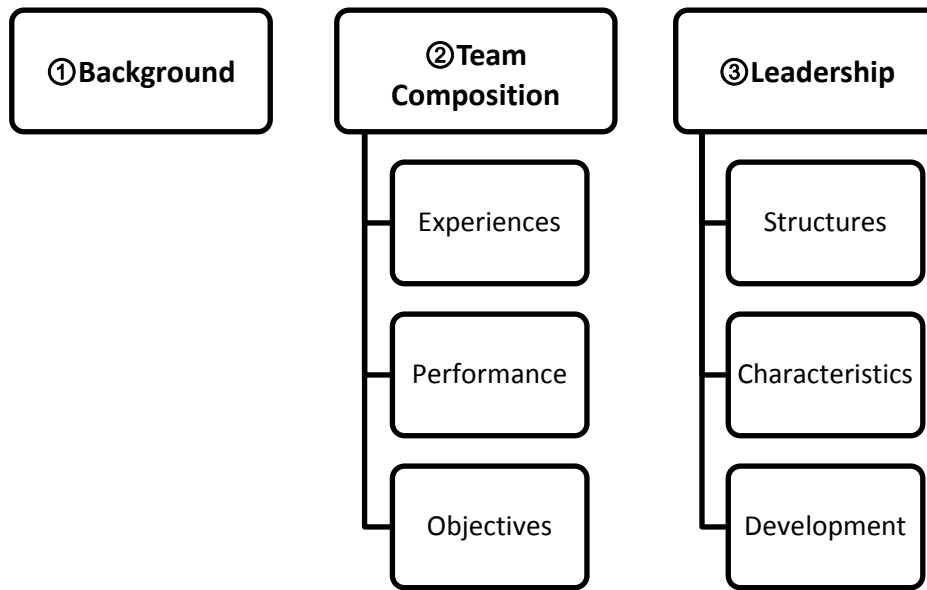 ①Background
②Team
Composition
Experiences
Performance
Objectives
③Leadership
Structures
Characteristics
Development